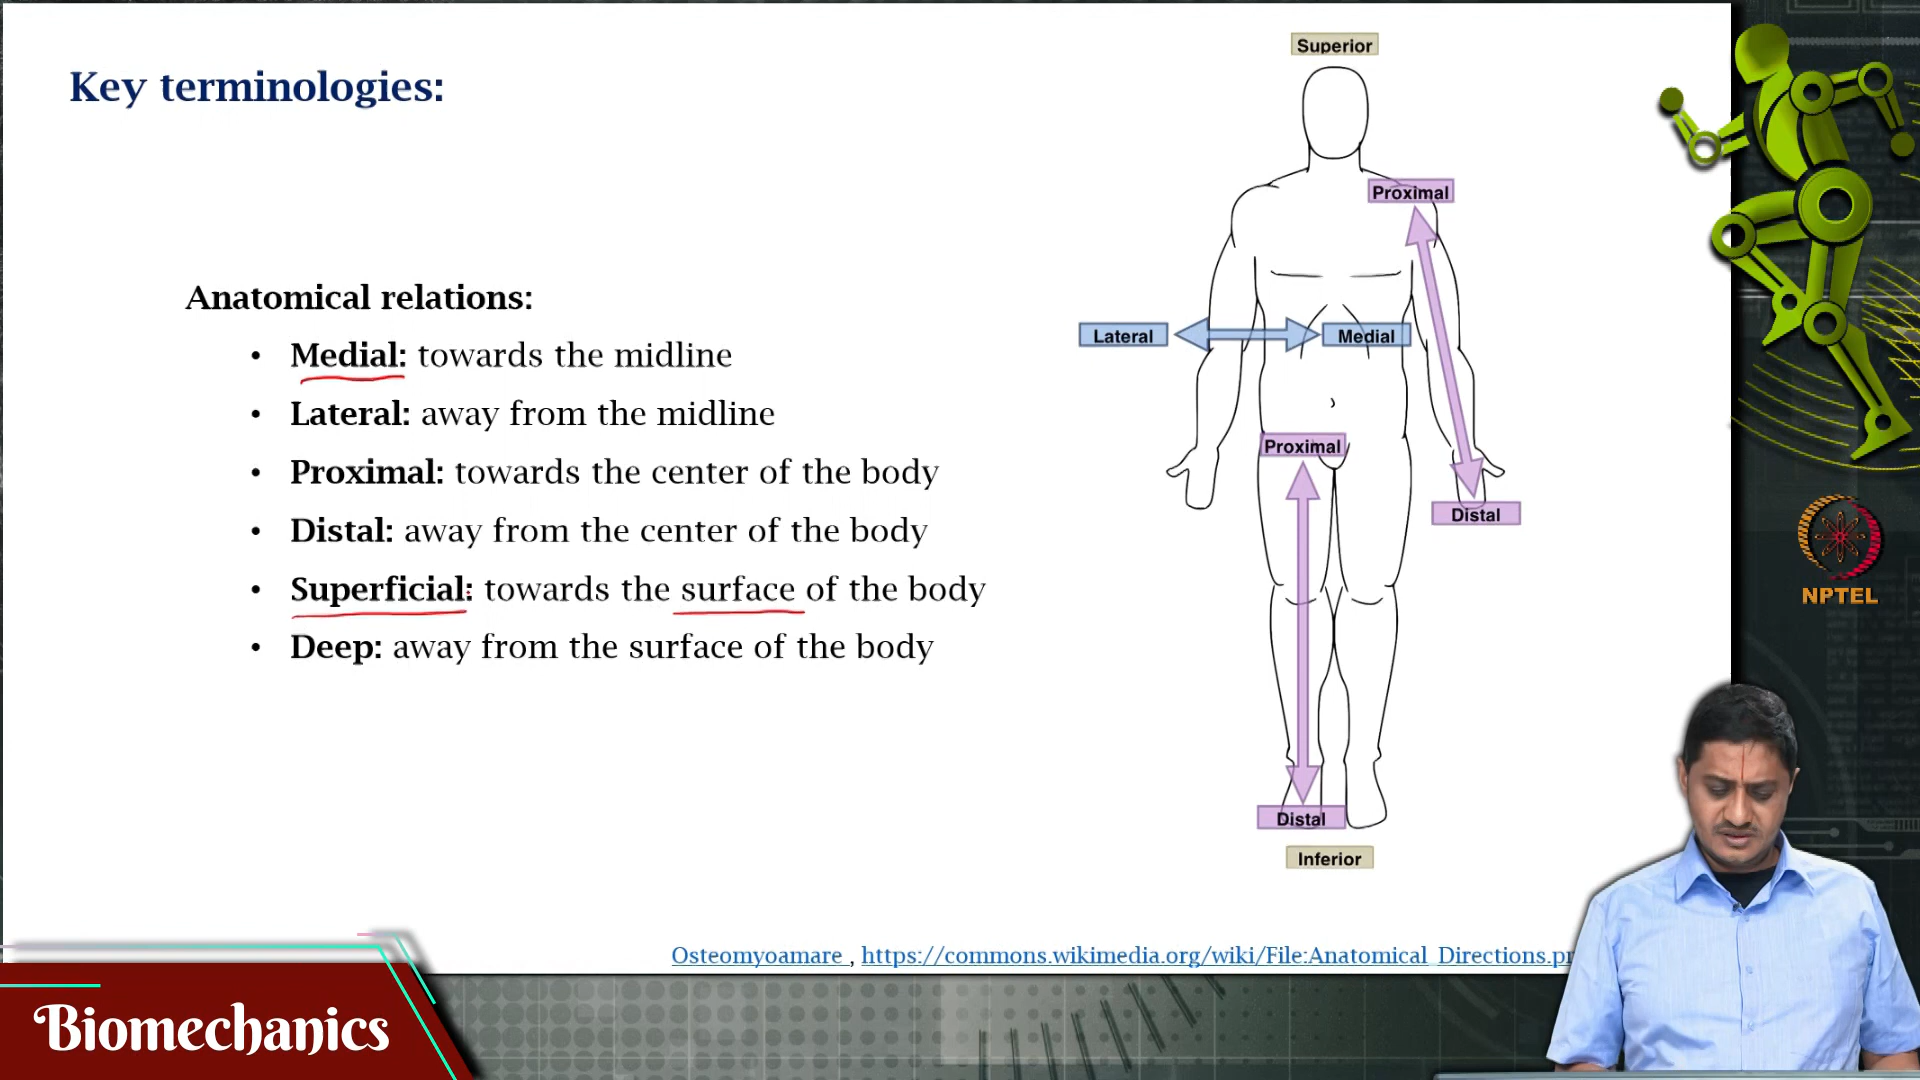 Key terminologies:
Anatomical relations:
• Medial: towards the midline
• Lateral: away from the midline
• Proximal: towards the center of the body
• Distal: away from the center of the body
• Superficial: towards the surface of the body
• Deep: away from the surface of the body
Superior
Proximal
Lateral
Medial
Proximal
Distal
Distal
Inferior
Osteomyoamare , https://commons.wikimedia.org/wiki/File:Anatomical_Directions.pn
NPTEL
Biomechanics